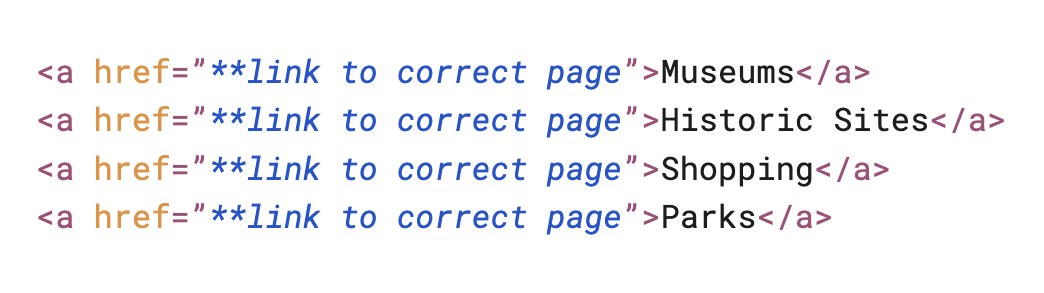 <a href=”**link to correct page”>Museums</a>
<a href=”**link to correct page”>Historic Sites</a>
<a href=”**link to correct page”>Shopping</a>
<a href=”**link to correct page”>Parks</a>